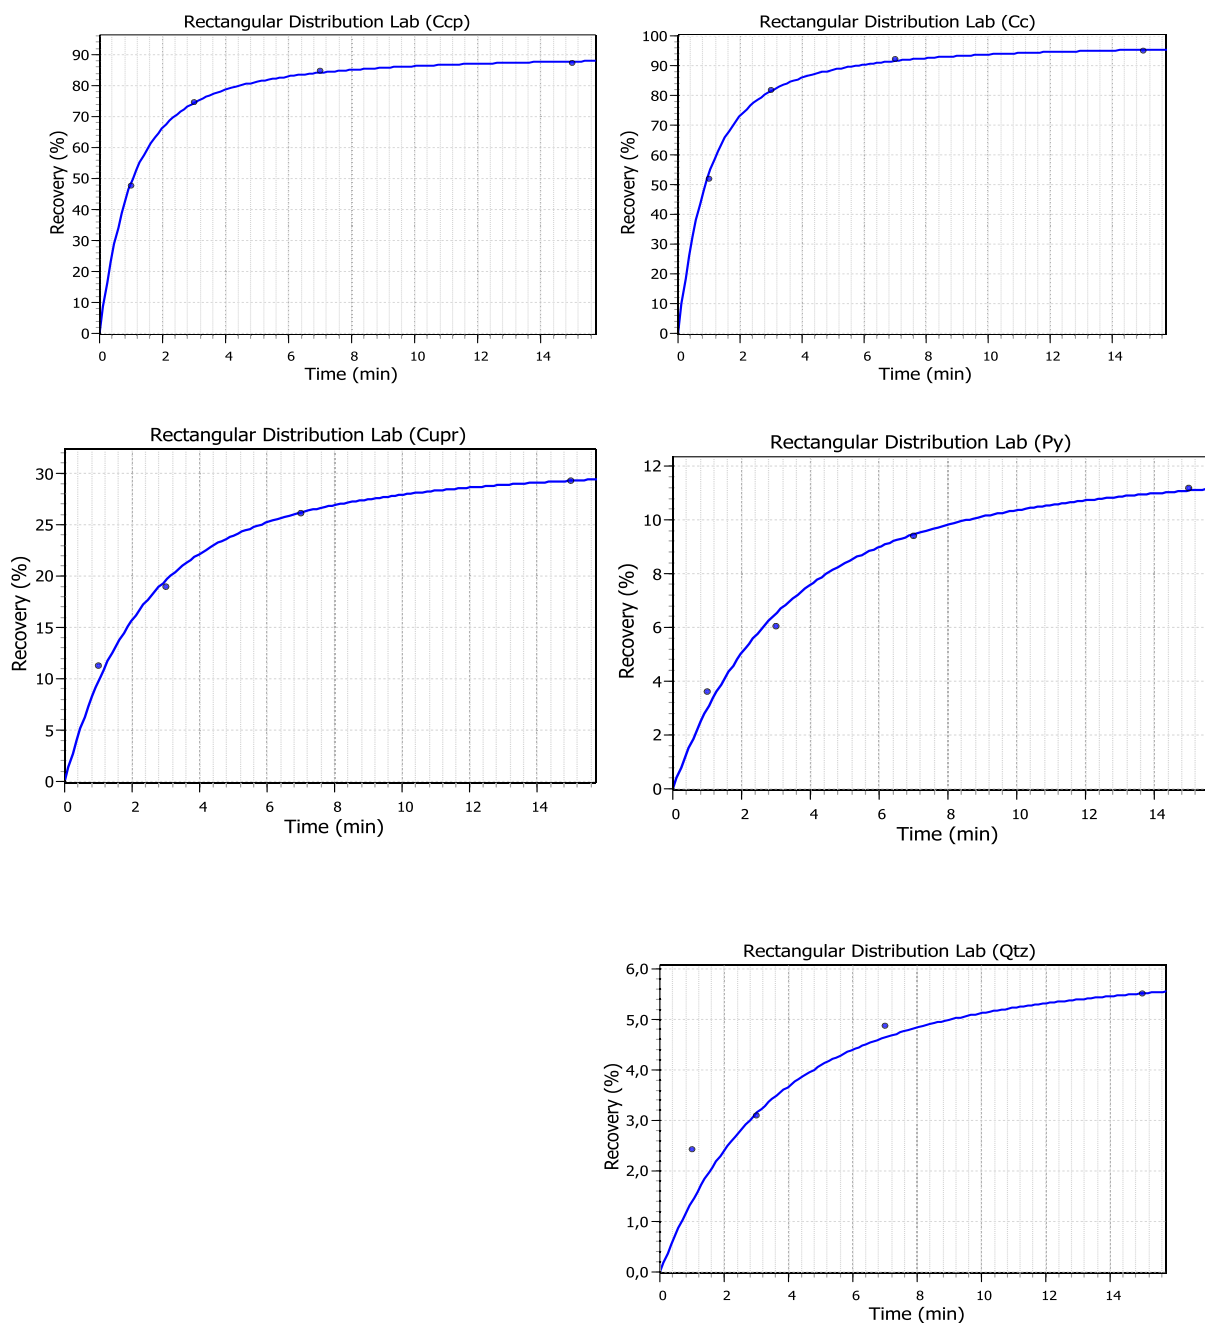 Rectangular Distribution Lab (Ccp)
90
80
70
60
50
40
30
20
10
0
Recovery (%)
0 2 4 6 8 10 12 14
Time (min)
Rectangular Distribution Lab (Cc)
100
90
80
70
60
50
40
30
20
10
0
Recovery (%)
0 2 4 6 8 10 12 14
Time (min)
Rectangular Distribution Lab (Cupr)
30
25
20
15
10
5
0
Recovery (%)
0 2 4 6 8 10 12 14
Time (min)
Rectangular Distribution Lab (Py)
12
10
8
6
4
2
0
Recovery (%)
0 2 4 6 8 10 12 14
Time (min)
Rectangular Distribution Lab (Qtz)
6,0
5,0
4,0
3,0
2,0
1,0
0,0
Recovery (%)
0 2 4 6 8 10 12 14
Time (min)